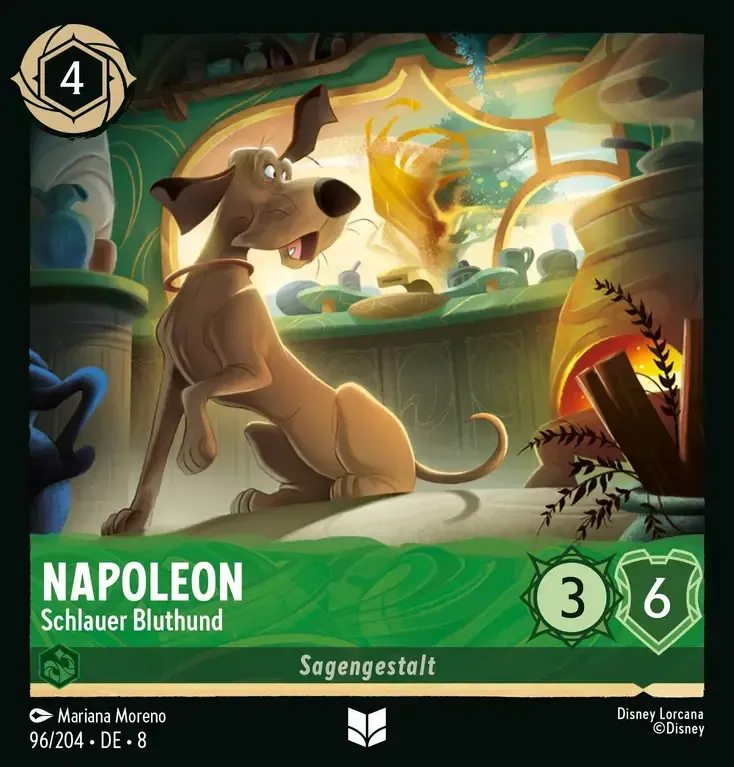 4
NAPOLEON
Schlauer Bluthund
3
6
Sagengestalt
Mariana Moreno
96/204 • DE • 8
Disney Lorcana
©Disney